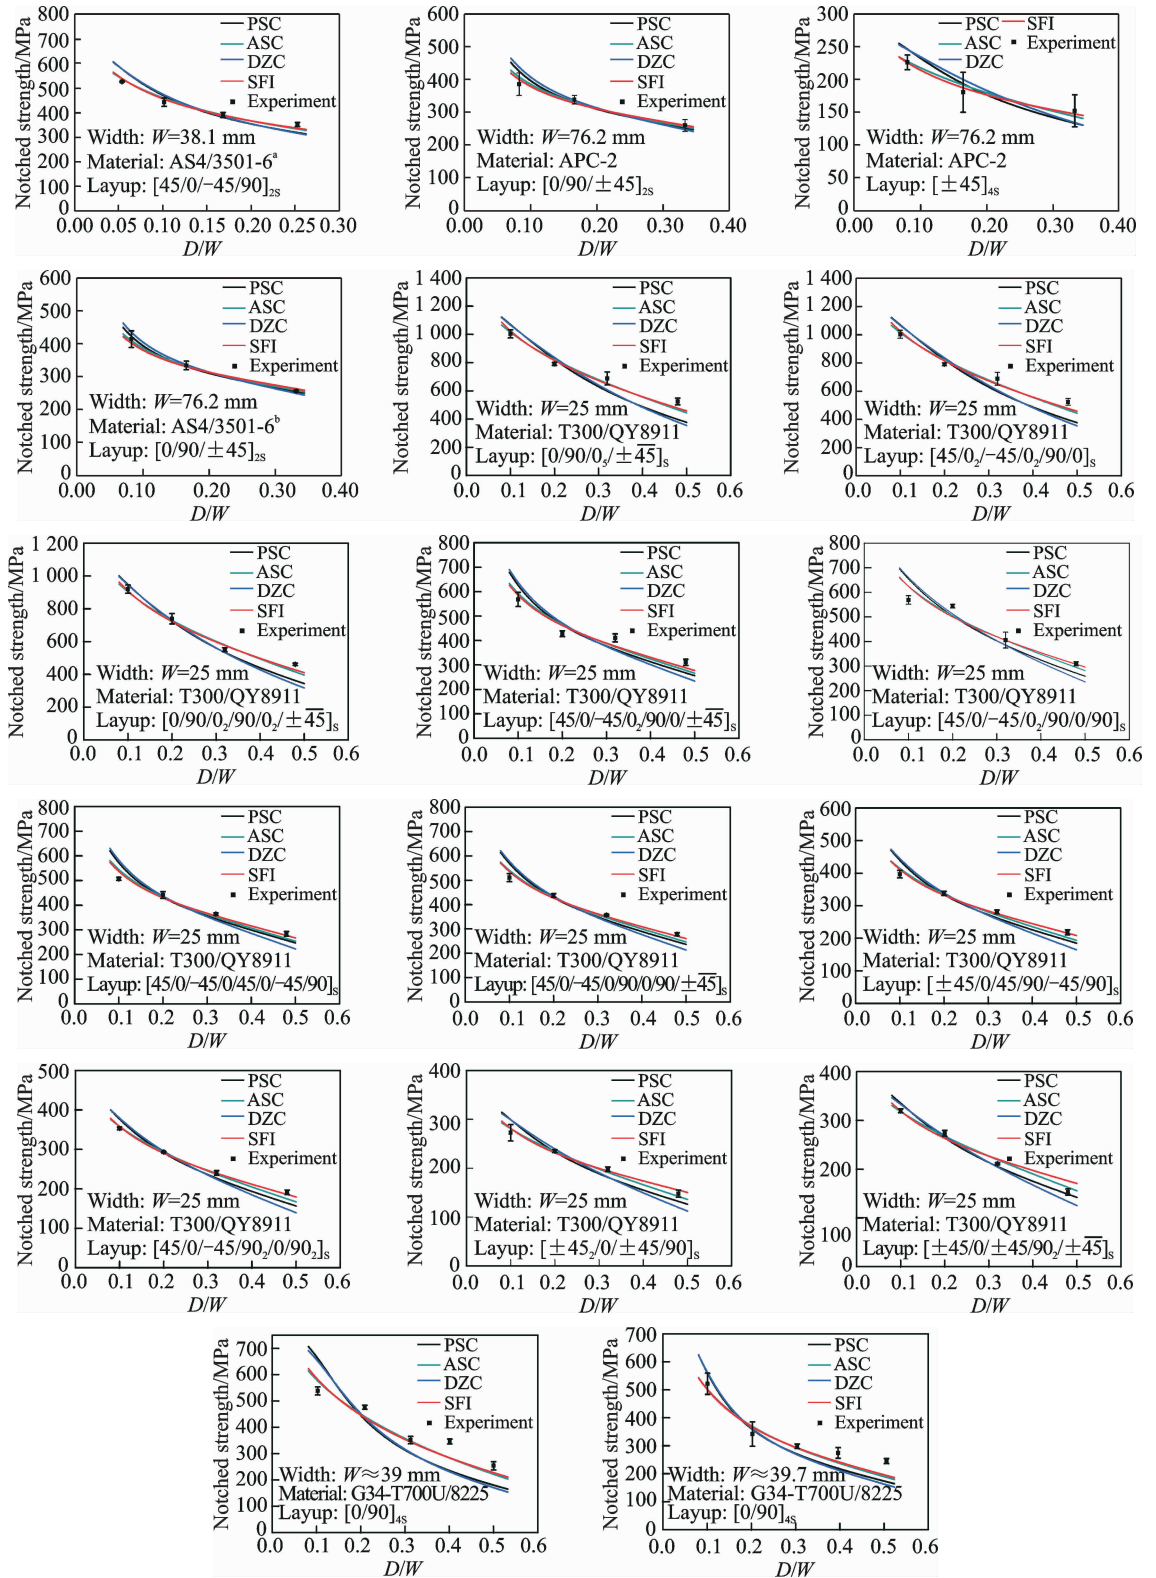 Notched strength/MPa
800
700
600
500
400
300
200
100
0
PSC
ASC
DZC
SFI
Experiment
Width: W=38.1 mm
Material: AS4/3501-6ᵃ
Layup: [45/0/−45/90]₂S
0.00 0.05 0.10 0.15 0.20 0.25 0.30
D/W
Notched strength/MPa
600
500
400
300
200
100
0
PSC
ASC
DZC
SFI
Experiment
Width: W=76.2 mm
Material: APC-2
Layup: [0/90/±45]₂S
0.00 0.10 0.20 0.30 0.40
D/W
Notched strength/MPa
300
250
200
150
100
50
0
PSC SFI
ASC Experiment
DZC
Width: W=76.2 mm
Material: APC-2
Layup: [±45]₄S
0.00 0.10 0.20 0.30 0.40
D/W
Notched strength/MPa
600
500
400
300
200
100
0
PSC
ASC
DZC
SFI
Experiment
Width: W=76.2 mm
Material: AS4/3501-6ᵇ
Layup: [0/90/±45]₂S
0.00 0.10 0.20 0.30 0.40
D/W
Notched strength/MPa
1 400
1 200
1 000
800
600
400
200
0
PSC
ASC
DZC
SFI
Experiment
Width: W=25 mm
Material: T300/QY8911
Layup: [0/90/0₅/±4̅5̅]S
0.0 0.1 0.2 0.3 0.4 0.5 0.6
D/W
Notched strength/MPa
1 400
1 200
1 000
800
600
400
200
0
PSC
ASC
DZC
SFI
Experiment
Width: W=25 mm
Material: T300/QY8911
Layup: [45/0₂/−45/0₂/90/0]S
0.0 0.1 0.2 0.3 0.4 0.5 0.6
D/W
Notched strength/MPa
1 200
1 000
800
600
400
200
0
PSC
ASC
DZC
SFI
Experiment
Width: W=25 mm
Material: T300/QY8911
Layup: [0/90/0₂/90/0₂/±4̅5̅]S
0.0 0.1 0.2 0.3 0.4 0.5 0.6
D/W
Notched strength/MPa
800
700
600
500
400
300
200
100
0
PSC
ASC
DZC
SFI
Experiment
Width: W=25 mm
Material: T300/QY8911
Layup: [45/0/−45/0₂/90/0/±4̅5̅]S
0.0 0.1 0.2 0.3 0.4 0.5 0.6
D/W
Notched strength/MPa
800
700
600
500
400
300
200
100
0
PSC
ASC
DZC
SFI
Experiment
Width: W=25 mm
Material: T300/QY8911
Layup: [45/0/−45/0₂/90/0/90]S
0.0 0.1 0.2 0.3 0.4 0.5 0.6
D/W
Notched strength/MPa
800
700
600
500
400
300
200
100
0
PSC
ASC
DZC
SFI
Experiment
Width: W=25 mm
Material: T300/QY8911
Layup: [45/0/−45/0/45/0/−45/90]S
0.0 0.1 0.2 0.3 0.4 0.5 0.6
D/W
Notched strength/MPa
800
700
600
500
400
300
200
100
0
PSC
ASC
DZC
SFI
Experiment
Width: W=25 mm
Material: T300/QY8911
Layup: [45/0/−45/0/90/0/90/±4̅5̅]S
0.0 0.1 0.2 0.3 0.4 0.5 0.6
D/W
Notched strength/MPa
600
500
400
300
200
100
0
PSC
ASC
DZC
SFI
Experiment
Width: W=25 mm
Material: T300/QY8911
Layup: [±45/0/45/90/−45/90]S
0.0 0.1 0.2 0.3 0.4 0.5 0.6
D/W
Notched strength/MPa
500
400
300
200
100
0
PSC
ASC
DZC
SFI
Experiment
Width: W=25 mm
Material: T300/QY8911
Layup: [45/0/−45/90₂/0/90₂]S
0.0 0.1 0.2 0.3 0.4 0.5 0.6
D/W
Notched strength/MPa
400
300
200
100
0
PSC
ASC
DZC
SFI
Experiment
Width: W=25 mm
Material: T300/QY8911
Layup: [±45₂/0/±45/90]S
0.0 0.1 0.2 0.3 0.4 0.5 0.6
D/W
Notched strength/MPa
400
300
200
100
0
PSC
ASC
DZC
SFI
Experiment
Width: W=25 mm
Material: T300/QY8911
Layup: [±45/0/±45/90₂/±4̅5̅]S
0.0 0.1 0.2 0.3 0.4 0.5 0.6
D/W
Notched strength/MPa
700
600
500
400
300
200
100
0
PSC
ASC
DZC
SFI
Experiment
Width: W≈39 mm
Material: G34-T700U/8225
Layup: [0/90]₄S
0.0 0.1 0.2 0.3 0.4 0.5 0.6
D/W
Notched strength/MPa
700
600
500
400
300
200
100
0
PSC
ASC
DZC
SFI
Experiment
Width: W≈39.7 mm
Material: G34-T700U/8225
Layup: [0/90]₄S
0.0 0.1 0.2 0.3 0.4 0.5 0.6
D/W